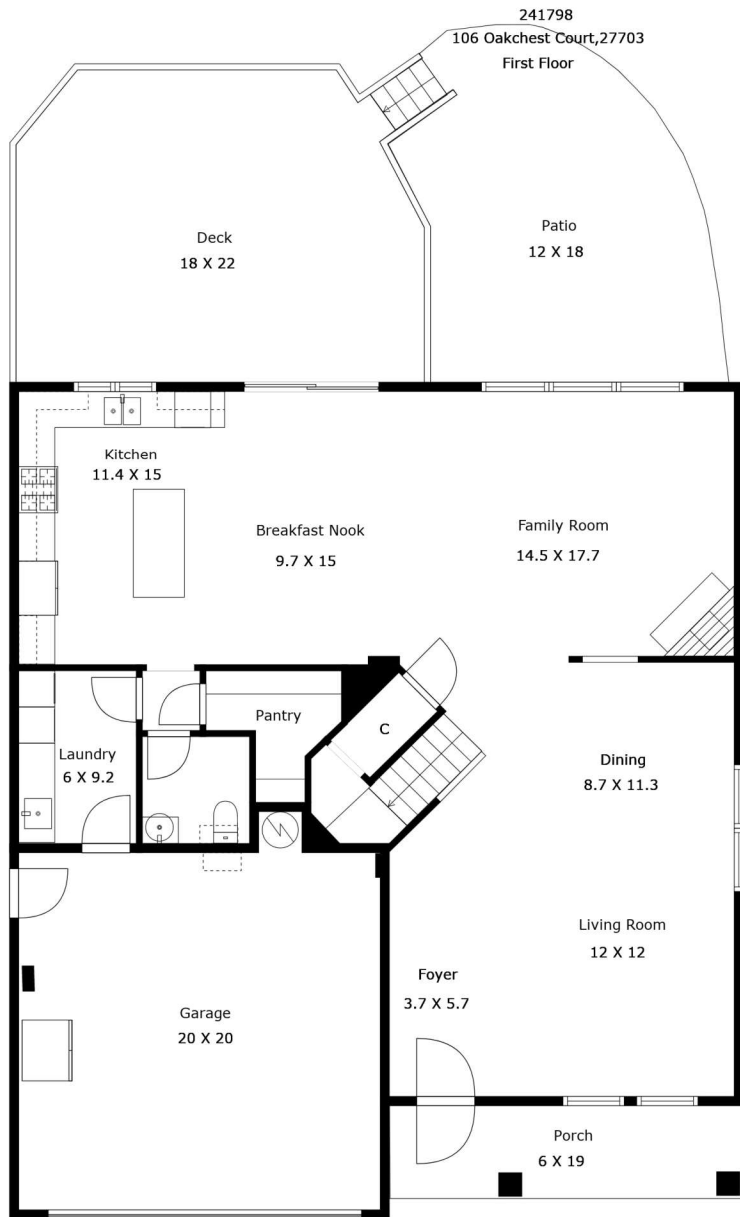 241798
106 Oakchest Court,27703
First Floor
Deck
18 X 22
Patio
12 X 18
Kitchen
11.4 X 15
Breakfast Nook
9.7 X 15
Family Room
14.5 X 17.7
Pantry
C
Laundry
6 X 9.2
Dining
8.7 X 11.3
Living Room
12 X 12
Foyer
3.7 X 5.7
Garage
20 X 20
Porch
6 X 19